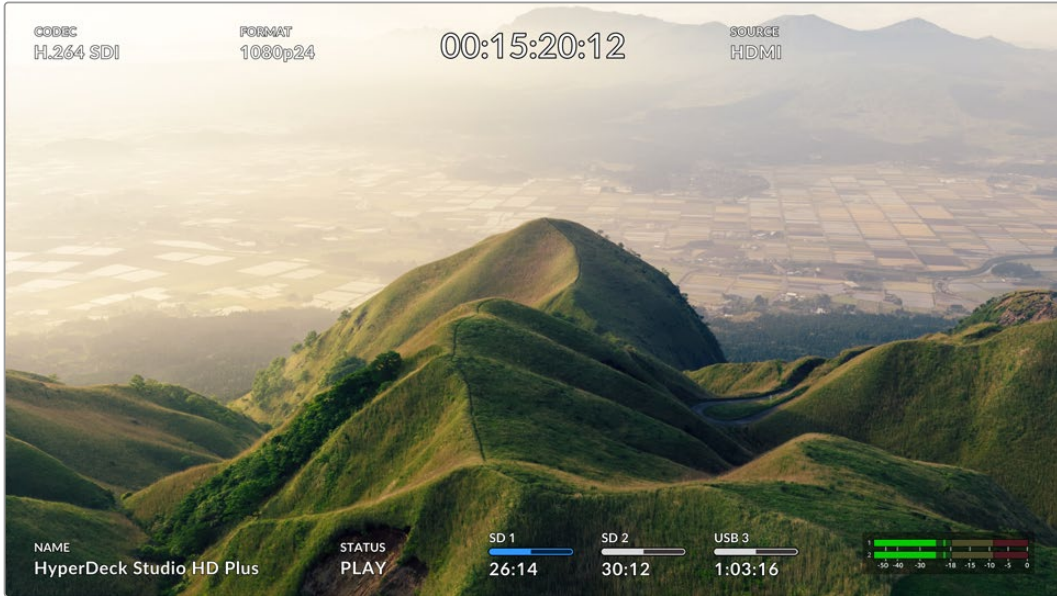 CODEC
H.264 SDI
FORMAT
1080p24
00:15:20:12
SOURCE
HDMI
NAME
HyperDeck Studio HD Plus
STATUS
PLAY
SD 1
26:14
SD 2
30:12
USB 3
1:03:16
1
2
-50 -40 -30 -18 -15 -10 -5 0